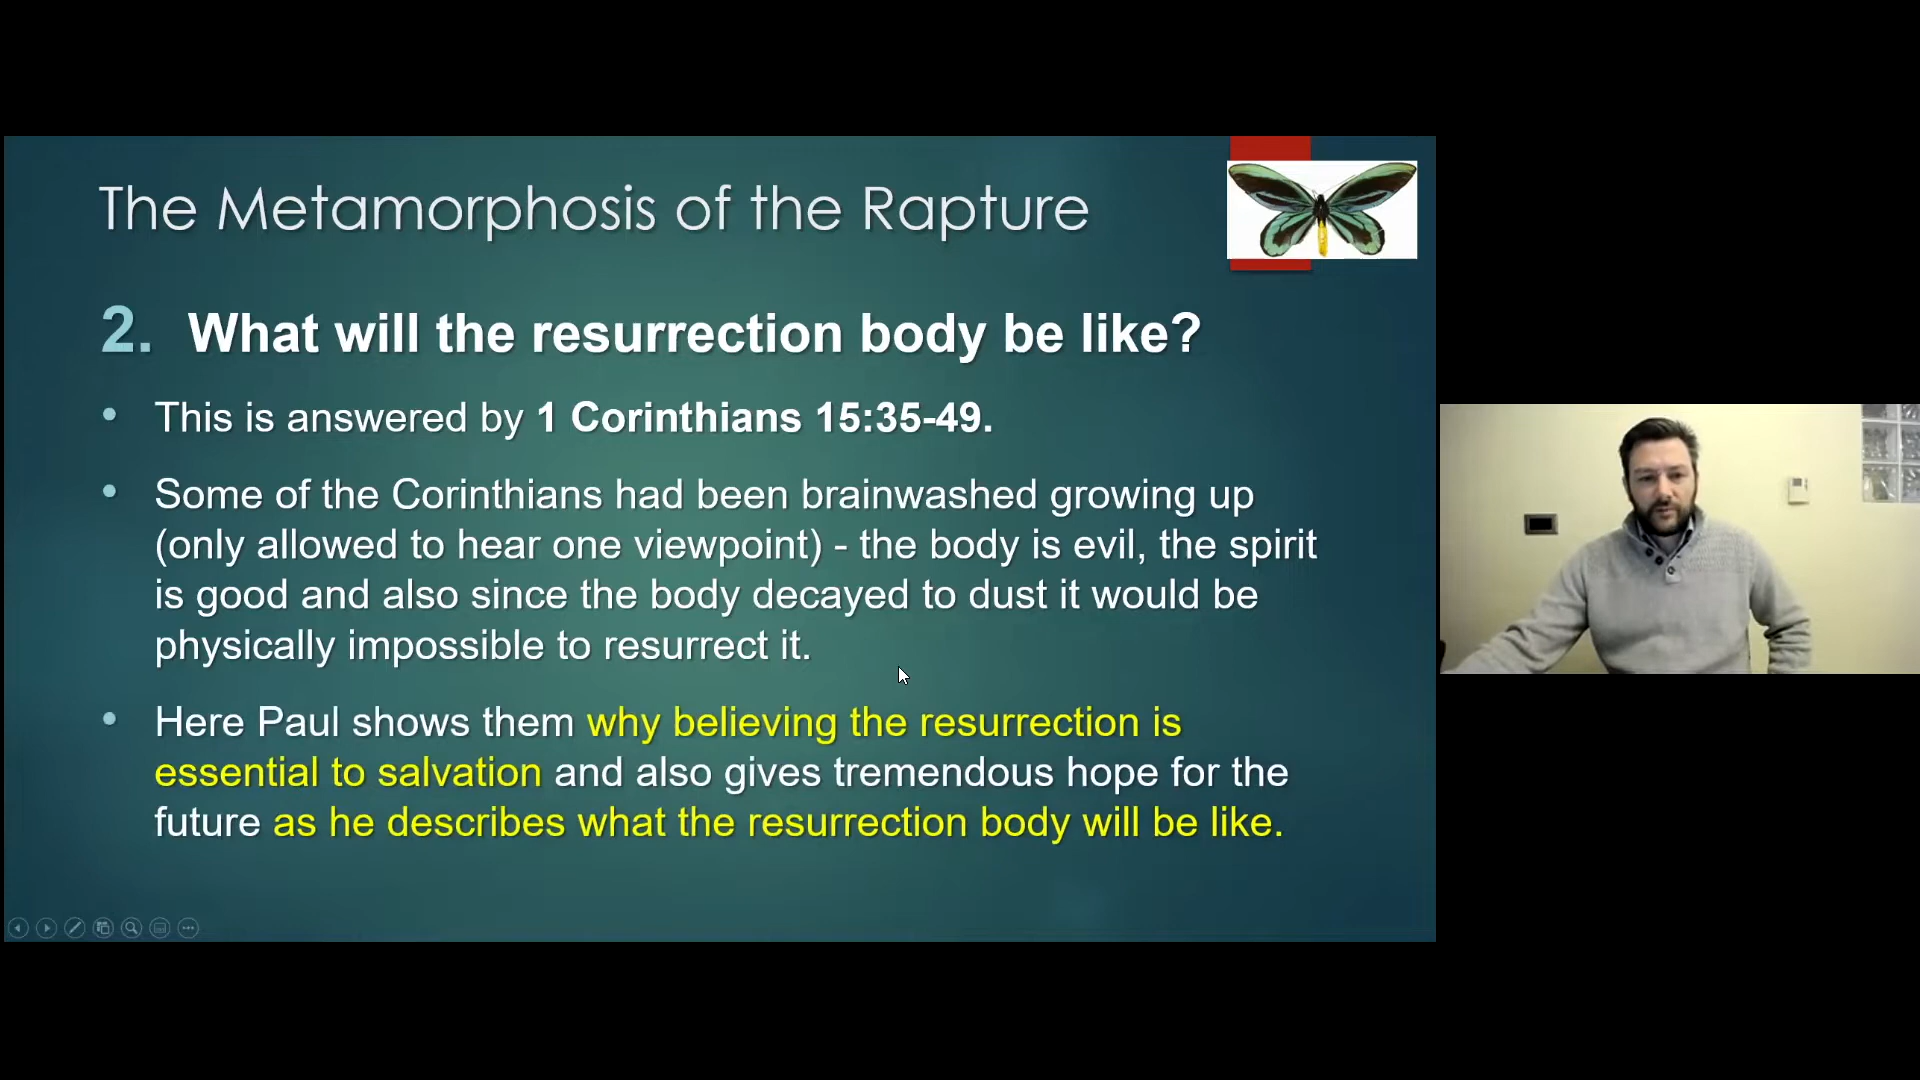 The Metamorphosis of the Rapture
2. What will the resurrection body be like?
• This is answered by 1 Corinthians 15:35-49.
• Some of the Corinthians had been brainwashed growing up
(only allowed to hear one viewpoint) - the body is evil, the spirit
is good and also since the body decayed to dust it would be
physically impossible to resurrect it.
• Here Paul shows them why believing the resurrection is
essential to salvation and also gives tremendous hope for the
future as he describes what the resurrection body will be like.